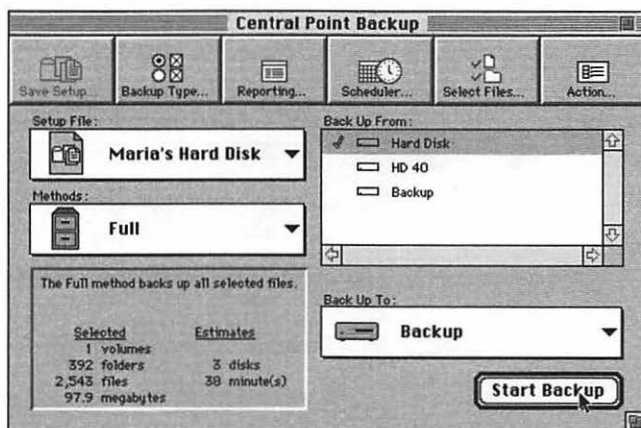 Central Point Backup
Save Setup...
Backup Type...
Reporting...
Scheduler...
Select Files...
Action...
Setup File:
Maria's Hard Disk
Methods:
Full
The Full method backs up all selected files.
Selected Estimates
1 volumes
392 folders 3 disks
2,543 files 38 minute(s)
97.9 megabytes
Back Up From:
Hard Disk
HD 40
Backup
Back Up To:
Backup
Start Backup